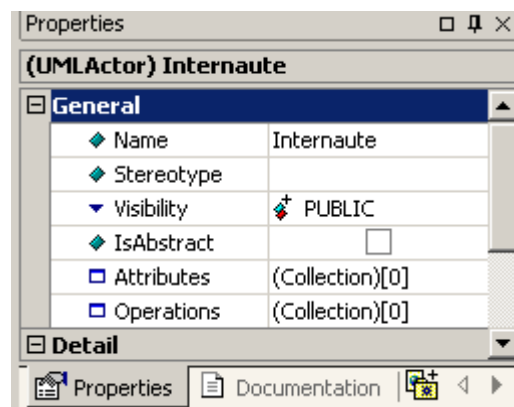 Properties
(UMLActor) Internaute
General
Name Internaute
Stereotype
Visibility PUBLIC
IsAbstract
Attributes (Collection)[0]
Operations (Collection)[0]
Detail
Properties Documentation